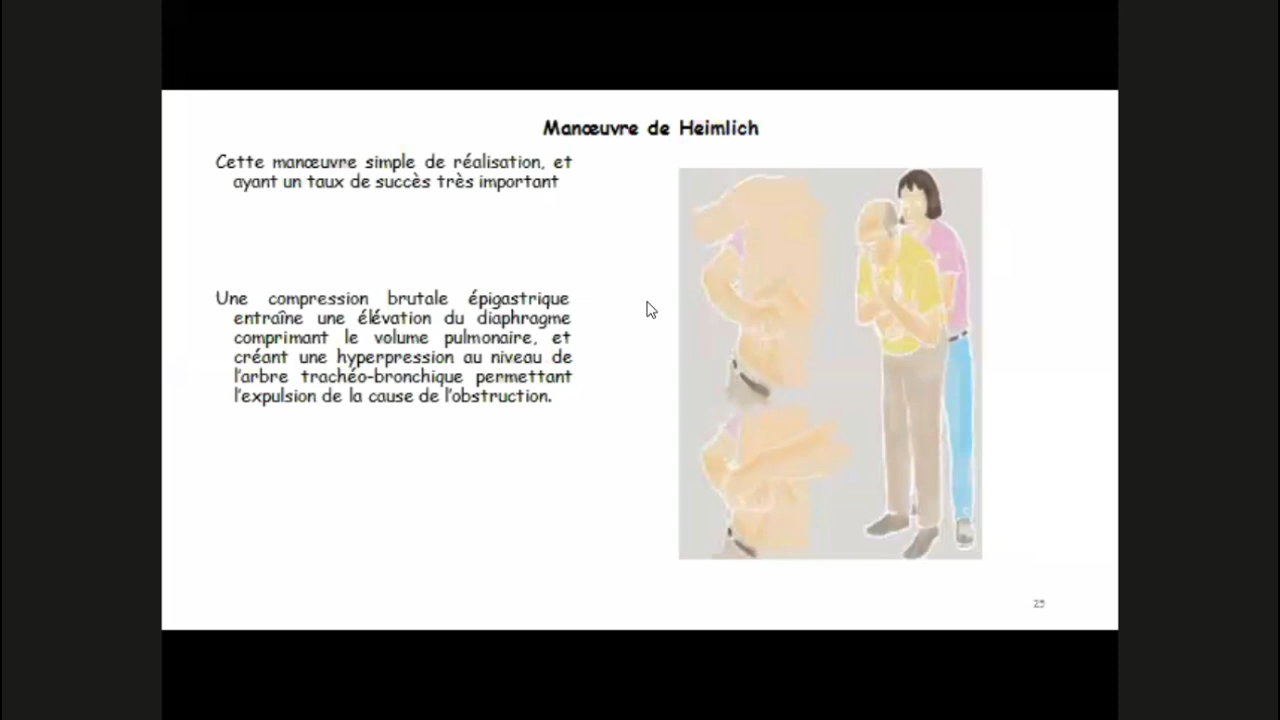 Manœuvre de Heimlich
Cette manœuvre simple de réalisation, et
ayant un taux de succès très important
Une compression brutale épigastrique
entraîne une élévation du diaphragme
comprimant le volume pulmonaire, et
créant une hyperpression au niveau de
l'arbre trachéo-bronchique permettant
l'expulsion de la cause de l'obstruction.
25